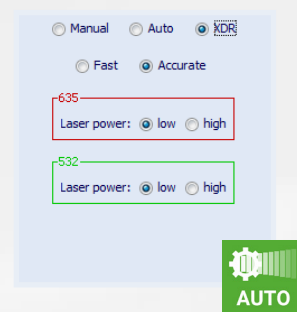 Manual Auto XDR
Fast Accurate
635
Laser power: low high
532
Laser power: low high
AUTO